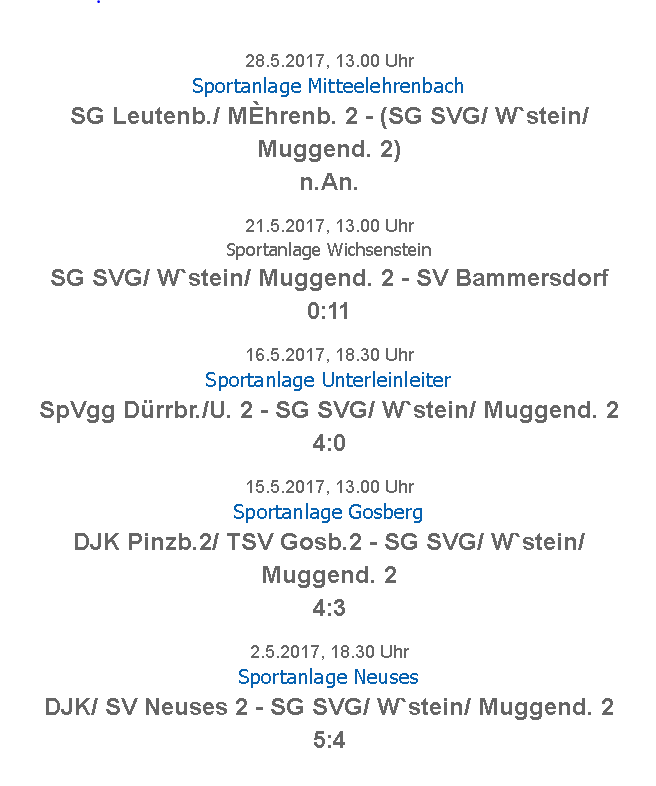 28.5.2017, 13.00 Uhr
Sportanlage Mitteelehrenbach
SG Leutenb./ MÈhrenb. 2 - (SG SVG/ W`stein/
Muggend. 2)
n.An.
21.5.2017, 13.00 Uhr
Sportanlage Wichsenstein
SG SVG/ W`stein/ Muggend. 2 - SV Bammersdorf
0:11
16.5.2017, 18.30 Uhr
Sportanlage Unterleinleiter
SpVgg Dürrbr./U. 2 - SG SVG/ W`stein/ Muggend. 2
4:0
15.5.2017, 13.00 Uhr
Sportanlage Gosberg
DJK Pinzb.2/ TSV Gosb.2 - SG SVG/ W`stein/
Muggend. 2
4:3
2.5.2017, 18.30 Uhr
Sportanlage Neuses
DJK/ SV Neuses 2 - SG SVG/ W`stein/ Muggend. 2
5:4